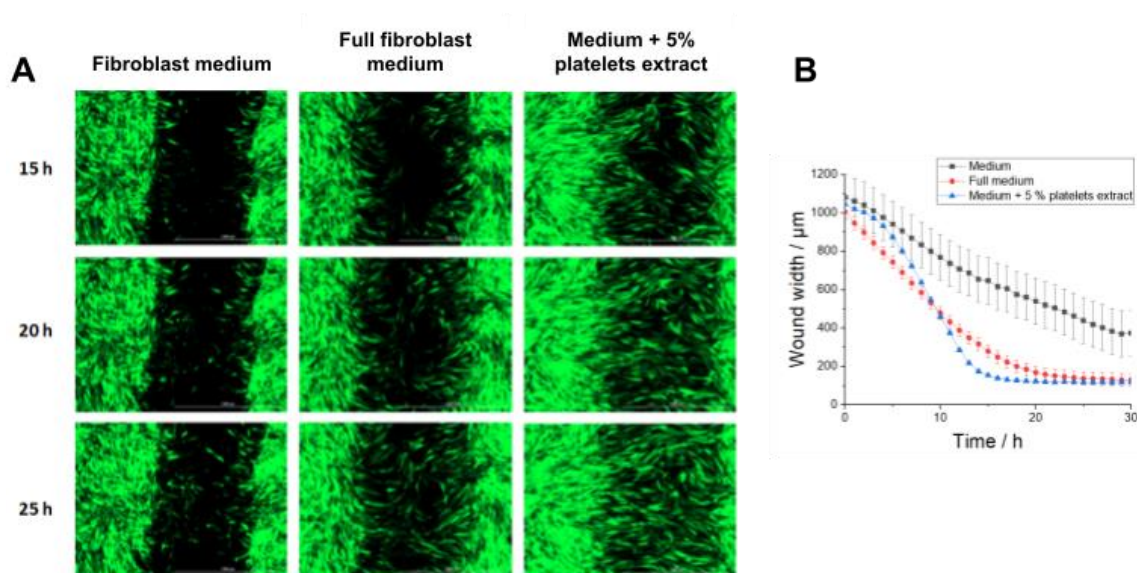 A
Fibroblast medium
Full fibroblast
medium
Medium + 5%
platelets extract
15 h
20 h
25 h
B
Medium
Full medium
Medium + 5 % platelets extract
Wound width / µm
1200
1000
800
600
400
200
0
0
10
20
30
Time / h